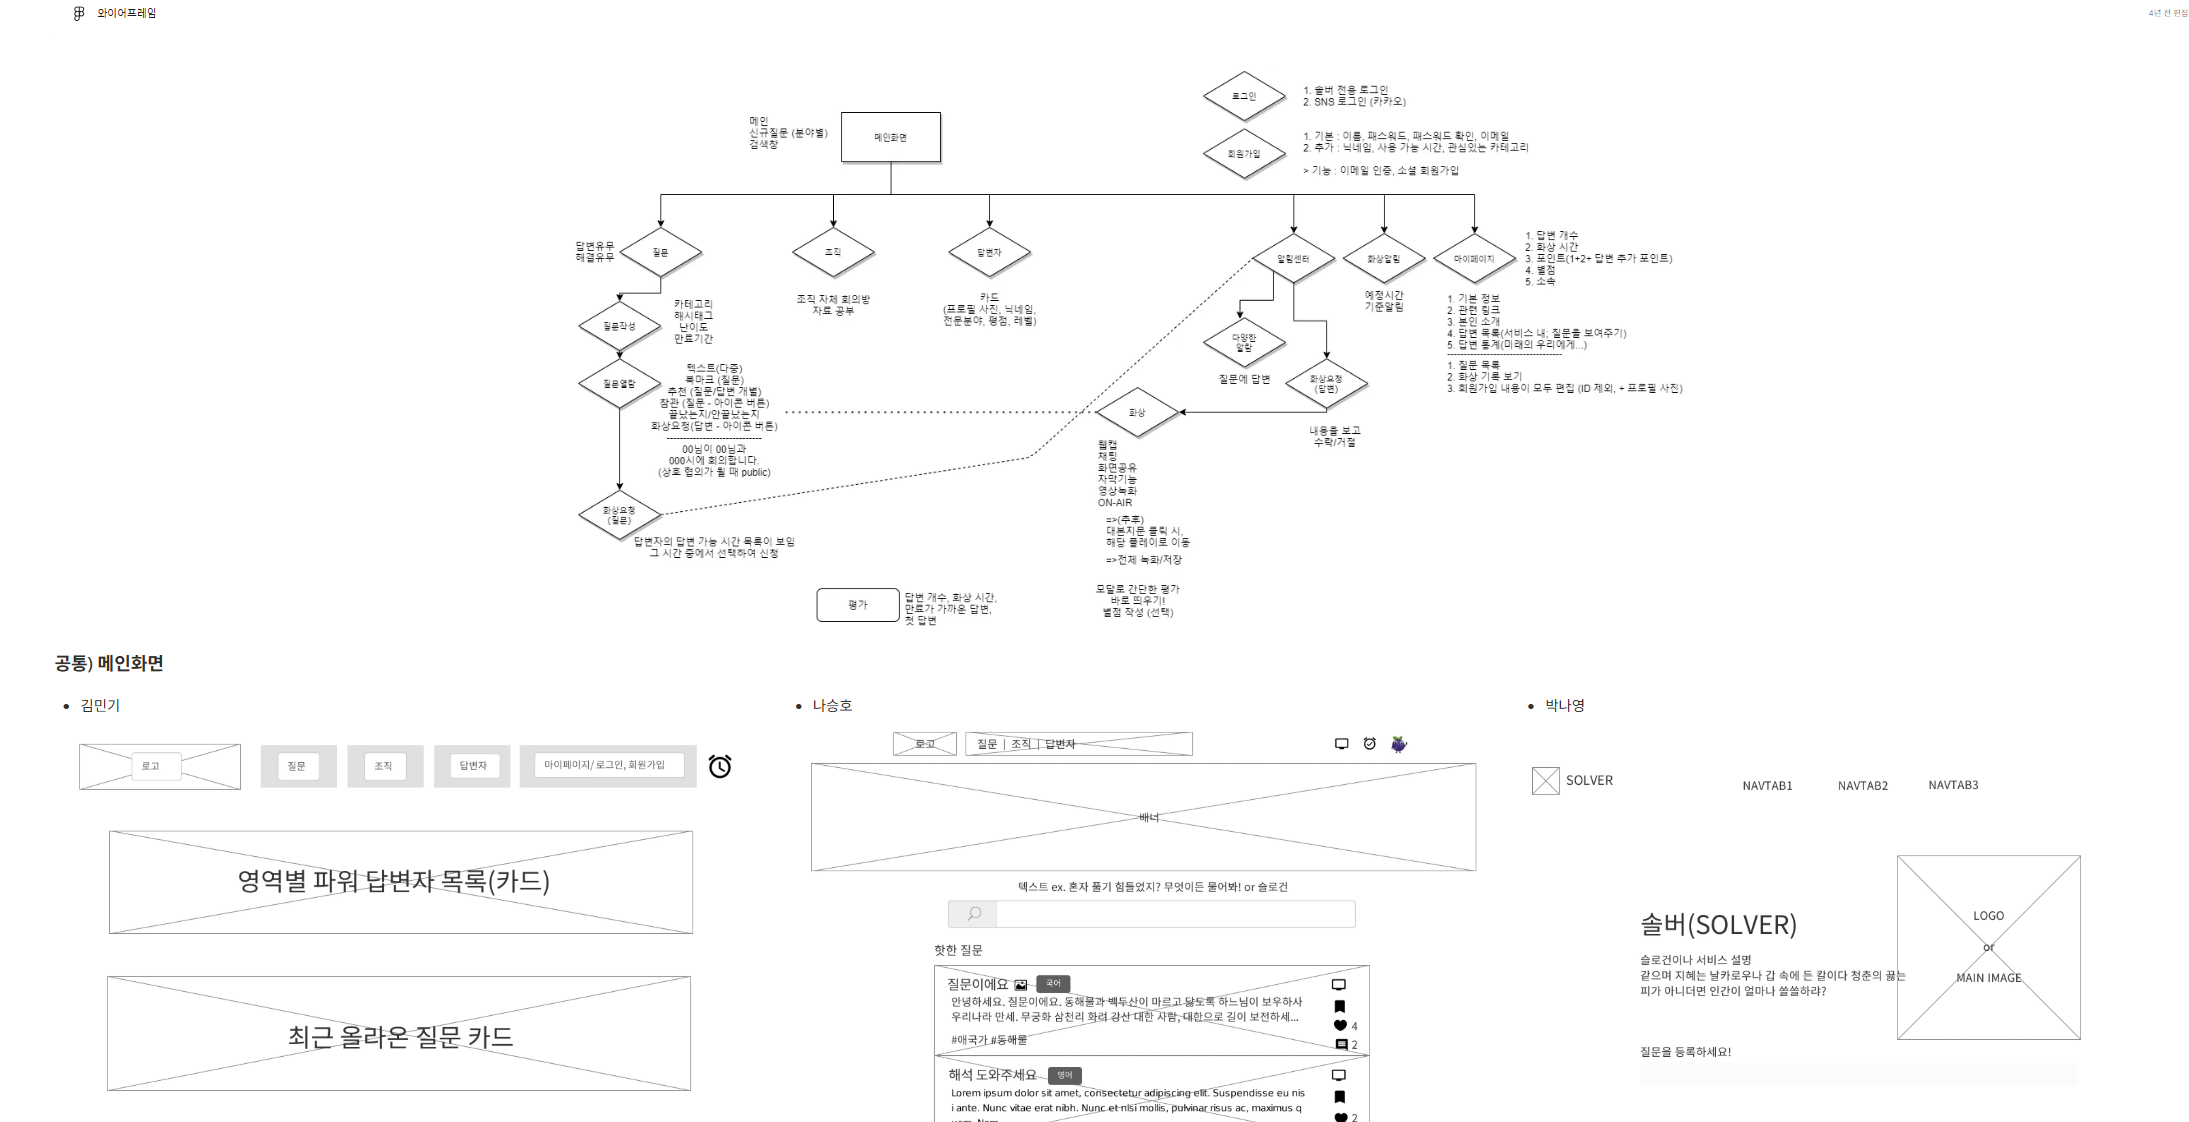 와이어프레임
4년 전 편집
로그인
1. 솔버 전용 로그인
2. SNS 로그인 (카카오)
메인
신규질문 (분야별)
검색창
메인화면
회원가입
1. 기본 : 이름, 패스워드, 패스워드 확인, 이메일
2. 추가 : 닉네임, 사용 가능 시간, 관심있는 카테고리
> 기능 : 이메일 인증, 소셜 회원가입
답변유무
해결유무
질문
조직
답변자
알림센터
화상알림
마이페이지
1. 답변 개수
2. 화상 시간
3. 포인트(1+2+ 답변 추가 포인트)
4. 별점
5. 소속
조직 자체 회의방
자료 공부
카드
(프로필 사진, 닉네임,
전문분야, 평점, 레벨)
예정시간
기준알림
1. 기본 정보
2. 관련 링크
3. 본인 소개
4. 답변 목록(서비스 내; 질문을 보여주기)
5. 답변 통계(미래의 우리에게...)
-----------------------------------
1. 질문 목록
2. 화상 기록 보기
3. 회원가입 내용이 모두 편집 (ID 제외, + 프로필 사진)
질문작성
카테고리
해시태그
난이도
만료기간
다양한
알람
질문에 답변
화상요청
(답변)
내용을 보고
수락/거절
질문열람
텍스트(다중)
북마크 (질문)
추천 (질문/답변 개별)
참관 (질문 - 아이콘 버튼)
끝났는지/안끝났는지
화상요청(답변 - 아이콘 버튼)
-----------------------------
00님이 00님과
000시에 회의합니다.
(상호 협의가 될 때 public)
화상
웹캠
채팅
화면공유
자막기능
영상녹화
ON-AIR
=>(추후)
대본지문 클릭 시,
해당 플레이로 이동
=>전체 녹화/저장
모달로 간단한 평가
바로 띄우기!
별점 작성 (선택)
화상요청
(질문)
답변자의 답변 가능 시간 목록이 보임
그 시간 중에서 선택하여 신청
평가
답변 개수, 화상 시간,
만료가 가까운 답변,
첫 답변
공통) 메인화면
김민기
로고
질문
조직
답변자
마이페이지/ 로그인, 회원가입
영역별 파워 답변자 목록(카드)
최근 올라온 질문 카드
나승호
로고
질문 | 조직 | 답변자
배너
텍스트 ex. 혼자 풀기 힘들었지? 무엇이든 물어봐! or 슬로건
핫한 질문
질문이에요 국어
안녕하세요. 질문이에요. 동해물과 백두산이 마르고 닳도록 하느님이 보우하사
우리나라 만세. 무궁화 삼천리 화려 강산 대한 사람, 대한으로 길이 보전하세...
4
#애국가 #동해물
2
해석 도와주세요 영어
Lorem ipsum dolor sit amet, consectetur adipiscing elit. Suspendisse eu nis
i ante. Nunc vitae erat nibh. Nunc et nisi mollis, pulvinar risus ac, maximus q
2
박나영
SOLVER
NAVTAB1
NAVTAB2
NAVTAB3
솔버(SOLVER)
슬로건이나 서비스 설명
같으며 지혜는 날카로우나 갑 속에 든 칼이다 청춘의 끓는
피가 아니더면 인간이 얼마나 쓸쓸하랴?
LOGO
or
MAIN IMAGE
질문을 등록하세요!